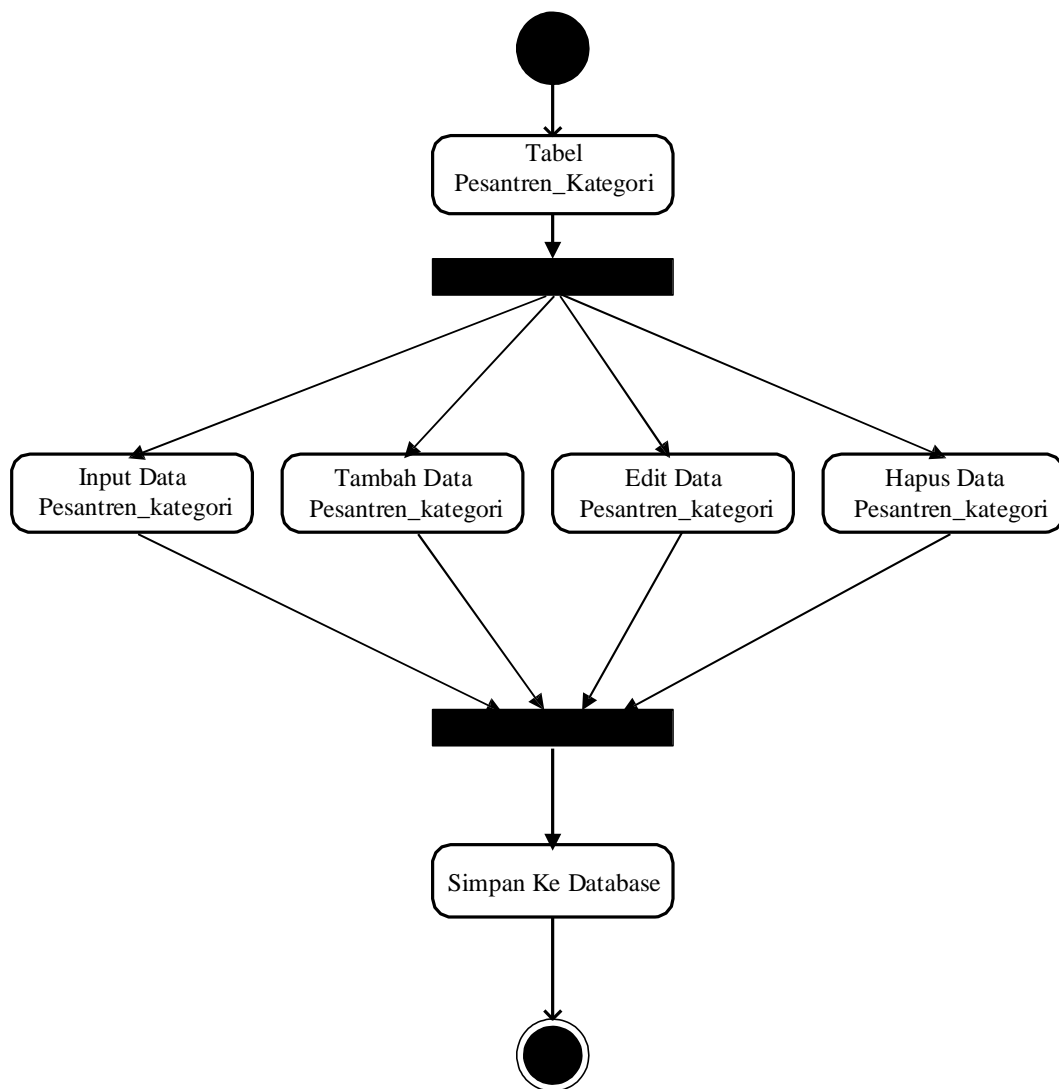 Tabel
Pesantren_Kategori
Input Data
Pesantren_kategori
Tambah Data
Pesantren_kategori
Edit Data
Pesantren_kategori
Hapus Data
Pesantren_kategori
Simpan Ke Database